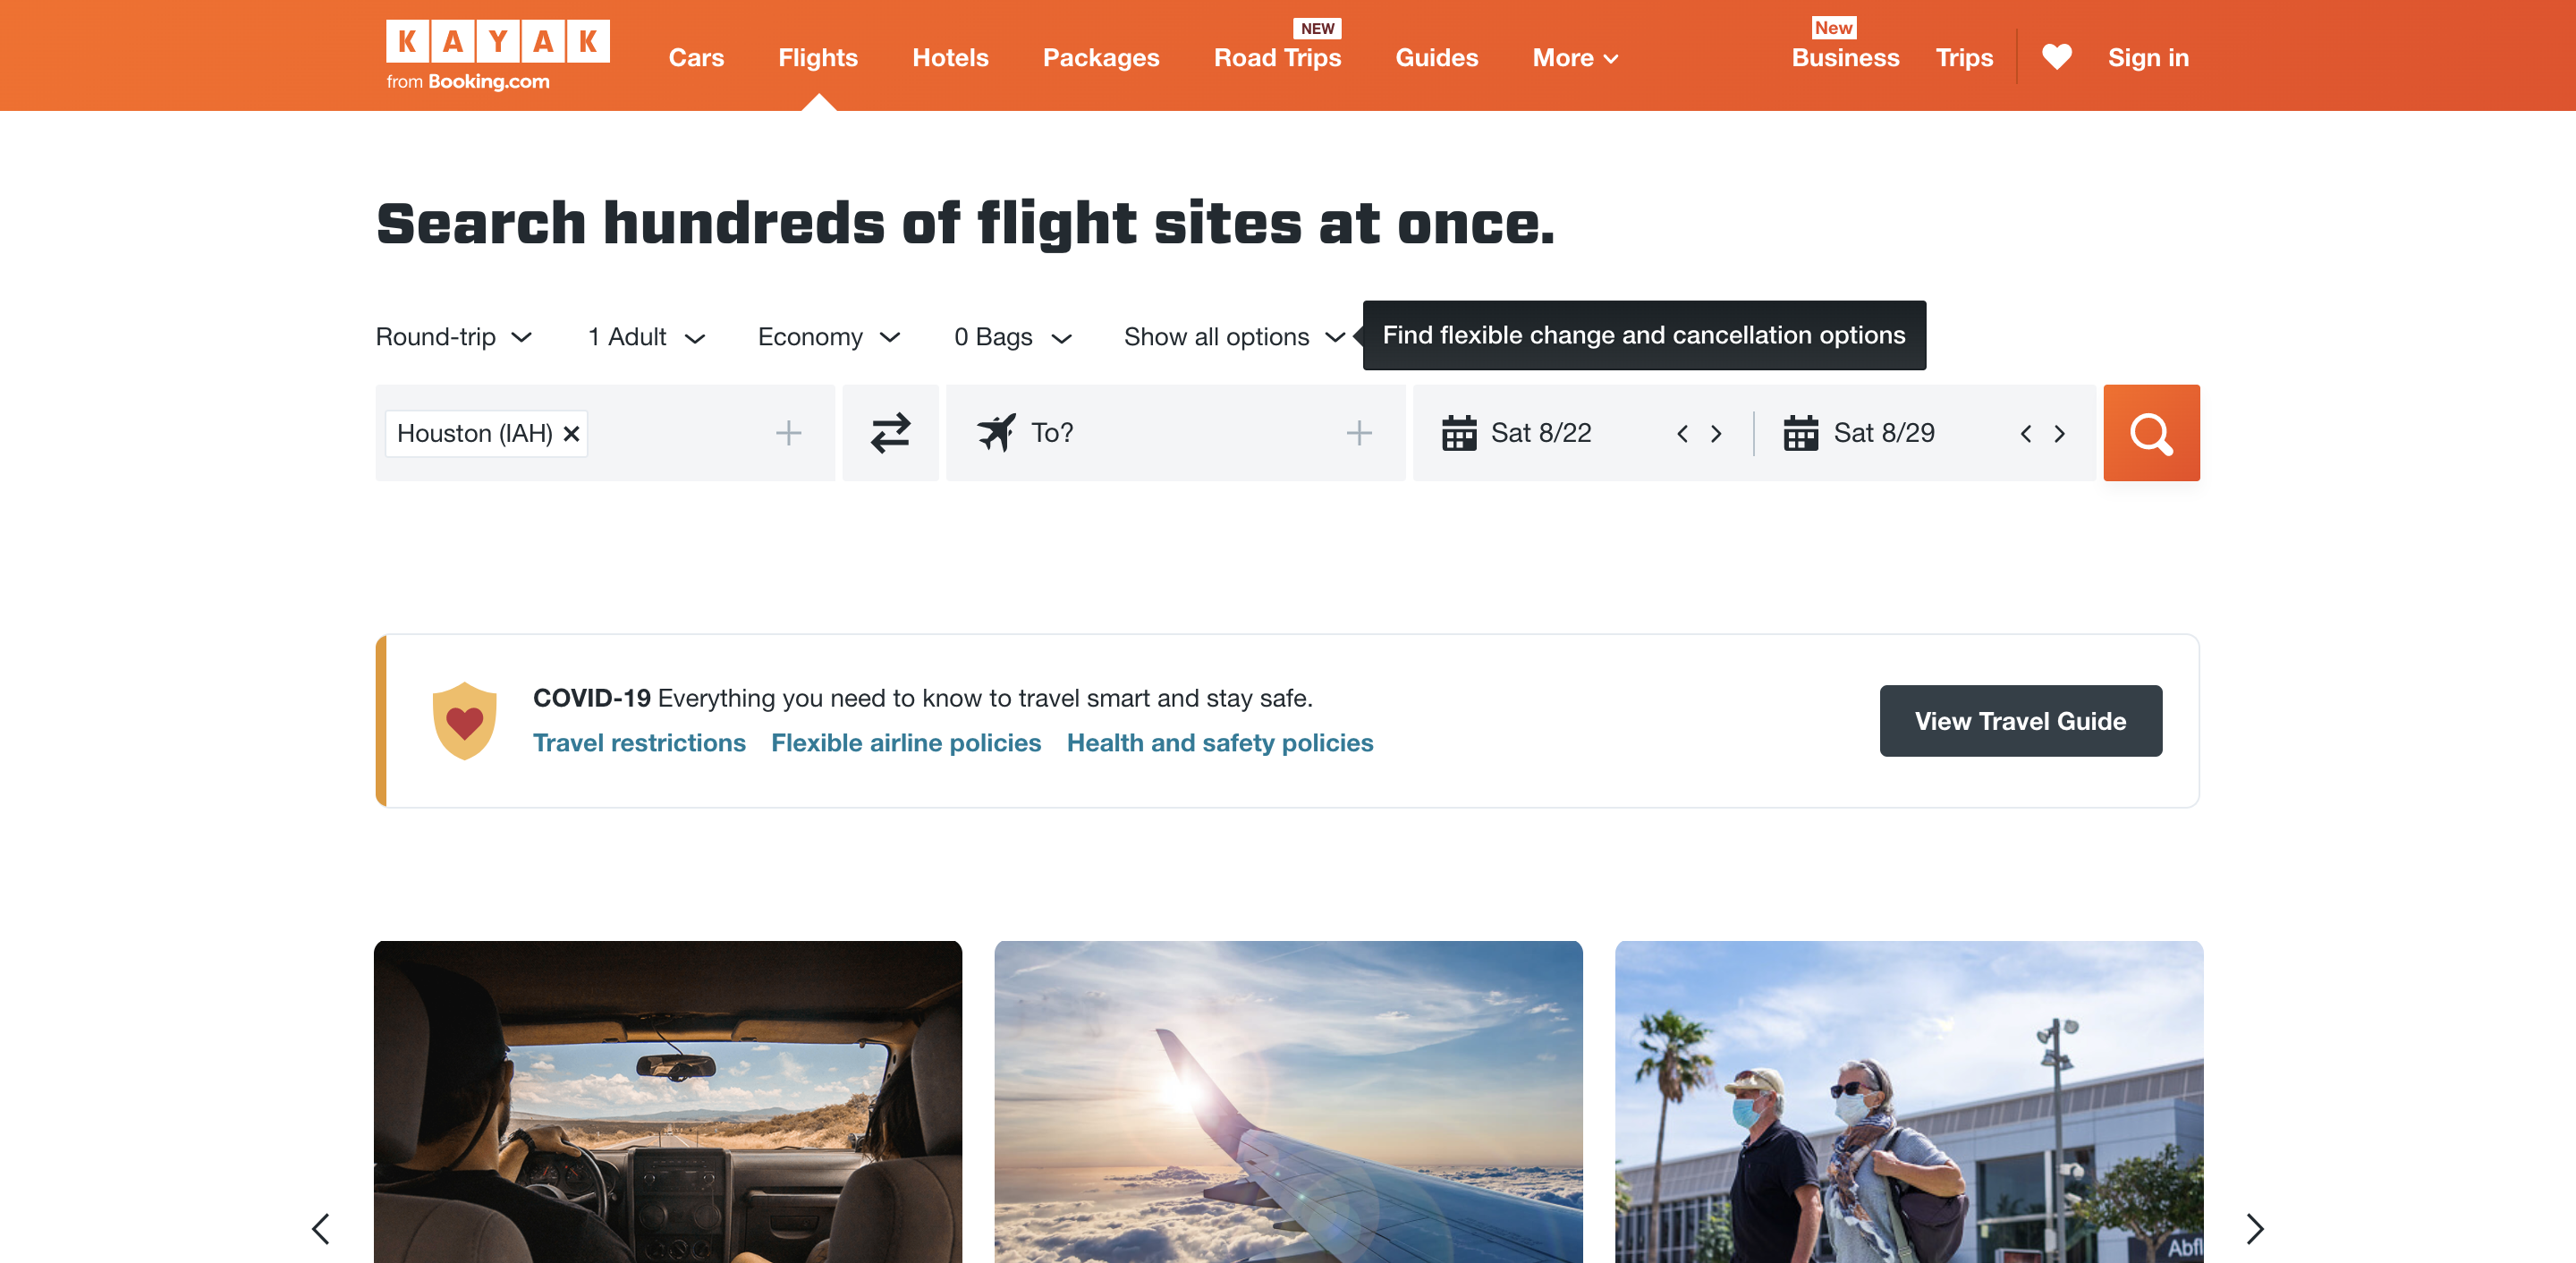 KAYAK
from Booking.com
Cars
Flights
Hotels
Packages
NEW
Road Trips
Guides
More
New
Business
Trips
Sign in
Search hundreds of flight sites at once.
Round-trip
1 Adult
Economy
0 Bags
Show all options
Find flexible change and cancellation options
Houston (IAH)
To?
Sat 8/22
Sat 8/29
COVID-19 Everything you need to know to travel smart and stay safe.
Travel restrictions Flexible airline policies Health and safety policies
View Travel Guide